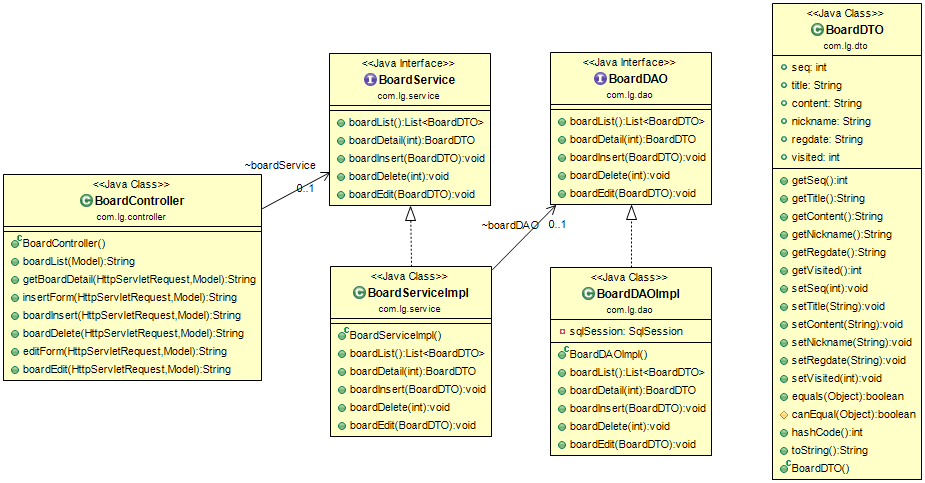 <<Java Class>>
BoardController
com.lg.controller
BoardController()
boardList(Model):String
getBoardDetail(HttpServletRequest,Model):String
insertForm(HttpServletRequest,Model):String
boardInsert(HttpServletRequest,Model):String
boardDelete(HttpServletRequest,Model):String
editForm(HttpServletRequest,Model):String
boardEdit(HttpServletRequest,Model):String
~boardService
0..1
<<Java Interface>>
BoardService
com.lg.service
boardList():List<BoardDTO>
boardDetail(int):BoardDTO
boardInsert(BoardDTO):void
boardDelete(int):void
boardEdit(BoardDTO):void
<<Java Class>>
BoardServiceImpl
com.lg.service
BoardServiceImpl()
boardList():List<BoardDTO>
boardDetail(int):BoardDTO
boardInsert(BoardDTO):void
boardDelete(int):void
boardEdit(BoardDTO):void
~boardDAO
0..1
<<Java Interface>>
BoardDAO
com.lg.dao
boardList():List<BoardDTO>
boardDetail(int):BoardDTO
boardInsert(BoardDTO):void
boardDelete(int):void
boardEdit(BoardDTO):void
<<Java Class>>
BoardDAOImpl
com.lg.dao
sqlSession: SqlSession
BoardDAOImpl()
boardList():List<BoardDTO>
boardDetail(int):BoardDTO
boardInsert(BoardDTO):void
boardDelete(int):void
boardEdit(BoardDTO):void
<<Java Class>>
BoardDTO
com.lg.dto
seq: int
title: String
content: String
nickname: String
regdate: String
visited: int
getSeq():int
getTitle():String
getContent():String
getNickname():String
getRegdate():String
getVisited():int
setSeq(int):void
setTitle(String):void
setContent(String):void
setNickname(String):void
setRegdate(String):void
setVisited(int):void
equals(Object):boolean
canEqual(Object):boolean
hashCode():int
toString():String
BoardDTO()